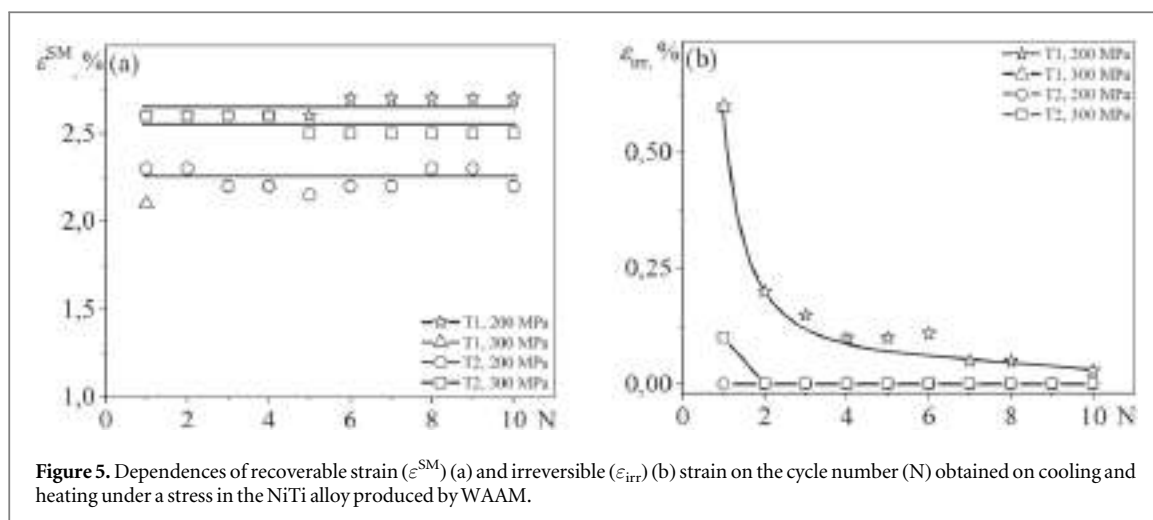 εˢᴹ, % (a)
2,5
2,0
1,5
1,0
0 2 4 6 8 10 N
T1, 200 MPa
T1, 300 MPa
T2, 200 MPa
T2, 300 MPa
εirr, % (b)
0,50
0,25
0,00
0 2 4 6 8 10 N
T1, 200 MPa
T1, 300 MPa
T2, 200 MPa
T2, 300 MPa
Figure 5. Dependences of recoverable strain (εˢᴹ) (a) and irreversible (εirr) (b) strain on the cycle number (N) obtained on cooling and
heating under a stress in the NiTi alloy produced by WAAM.